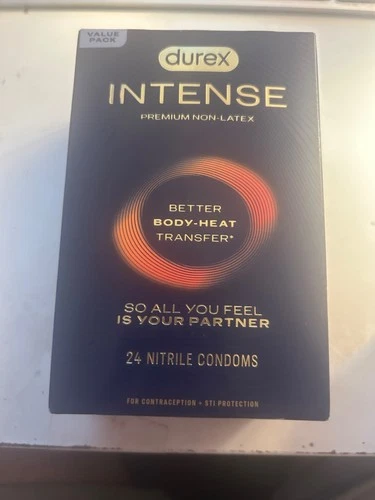 VALUE
PACK
durex
INTENSE
PREMIUM NON-LATEX
BETTER
BODY-HEAT
TRANSFER*
SO ALL YOU FEEL
IS YOUR PARTNER
24 NITRILE CONDOMS
FOR CONTRACEPTION + STI PROTECTION